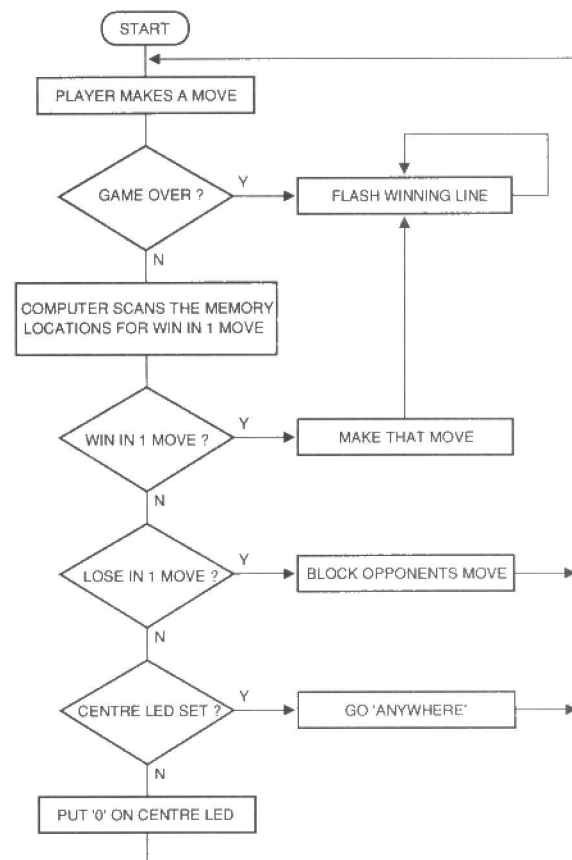 START
PLAYER MAKES A MOVE
GAME OVER ?
Y
FLASH WINNING LINE
N
COMPUTER SCANS THE MEMORY
LOCATIONS FOR WIN IN 1 MOVE
WIN IN 1 MOVE ?
Y
MAKE THAT MOVE
N
LOSE IN 1 MOVE ?
Y
BLOCK OPPONENTS MOVE
N
CENTRE LED SET ?
Y
GO 'ANYWHERE'
N
PUT '0' ON CENTRE LED